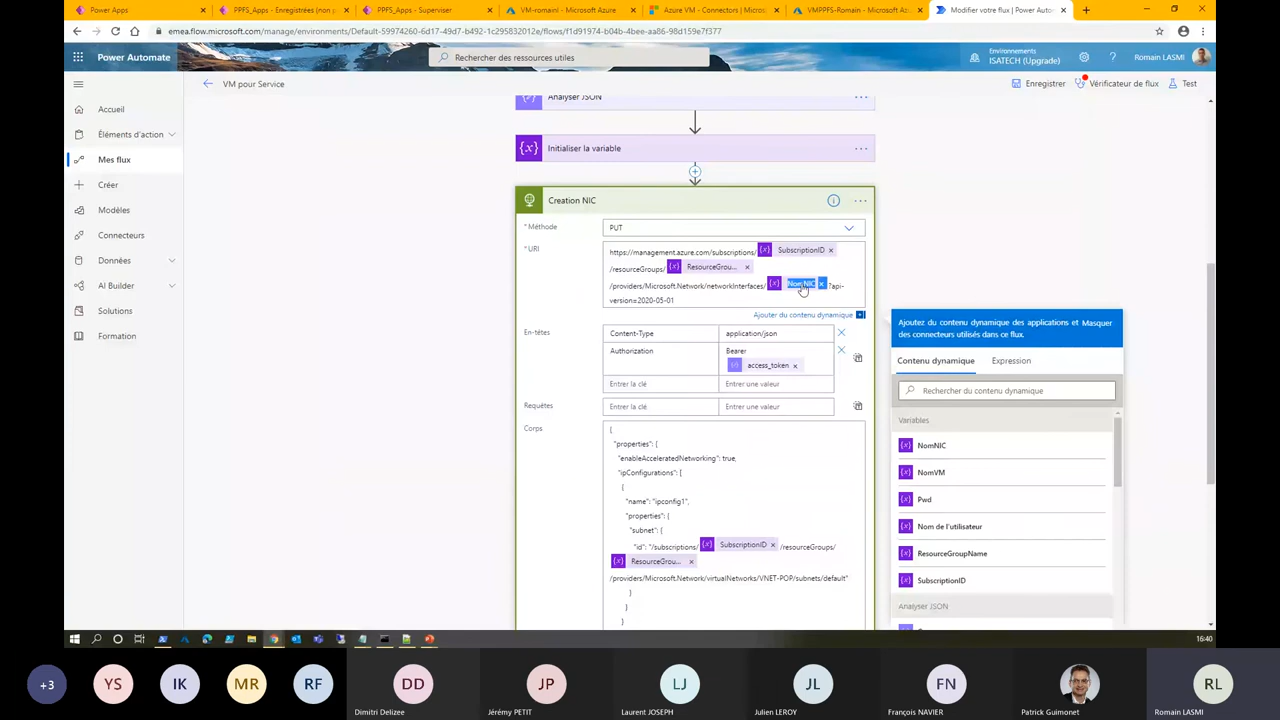 Power Apps
PPFS_Apps - Enregistrées (non p
PPFS_Apps - Superviser
VM-romainl - Microsoft Azure
Azure VM - Connectors | Microso
VMPPFS-Romain - Microsoft Azure
Modifier votre flux | Power Auto
emea.flow.microsoft.com/manage/environments/Default-59974260-6d17-49d7-b492-1c295832012e/flows/f1d91974-b04b-4bee-aa86-98d159e7f377
Power Automate
Rechercher des ressources utiles
Environnements
ISATECH (Upgrade)
Romain LASMI
VM pour Service
Enregistrer
Vérificateur de flux
Test
Accueil
Éléments d'action
Mes flux
Créer
Modèles
Connecteurs
Données
AI Builder
Solutions
Formation
Analyser JSON
Initialiser la variable
Creation NIC
* Méthode
PUT
* URI
https://management.azure.com/subscriptions/ SubscriptionID
/resourceGroups/ ResourceGrou...
/providers/Microsoft.Network/networkInterfaces/ NomNIC ?api-
version=2020-05-01
Ajouter du contenu dynamique
En-têtes
Content-Type application/json
Authorization Bearer
access_token
Entrer la clé Entrer une valeur
Requêtes
Entrer la clé Entrer une valeur
Corps
{
"properties": {
"enableAcceleratedNetworking": true,
"ipConfigurations": [
{
"name": "ipconfig1",
"properties": {
"subnet": {
"id": "/subscriptions/ SubscriptionID /resourceGroups/
ResourceGrou...
/providers/Microsoft.Network/virtualNetworks/VNET-POP/subnets/default"
}
}
}
Ajoutez du contenu dynamique des applications et Masquer
des connecteurs utilisés dans ce flux.
Contenu dynamique
Expression
Rechercher du contenu dynamique
Variables
NomNIC
NomVM
Pwd
Nom de l'utilisateur
ResourceGroupName
SubscriptionID
Analyser JSON
16:40
+3
YS
IK
MR
RF
DD
Dimitri Delizee
JP
Jérémy PETIT
LJ
Laurent JOSEPH
JL
Julien LEROY
FN
François NAVIER
Patrick Guimonet
RL
Romain LASMI